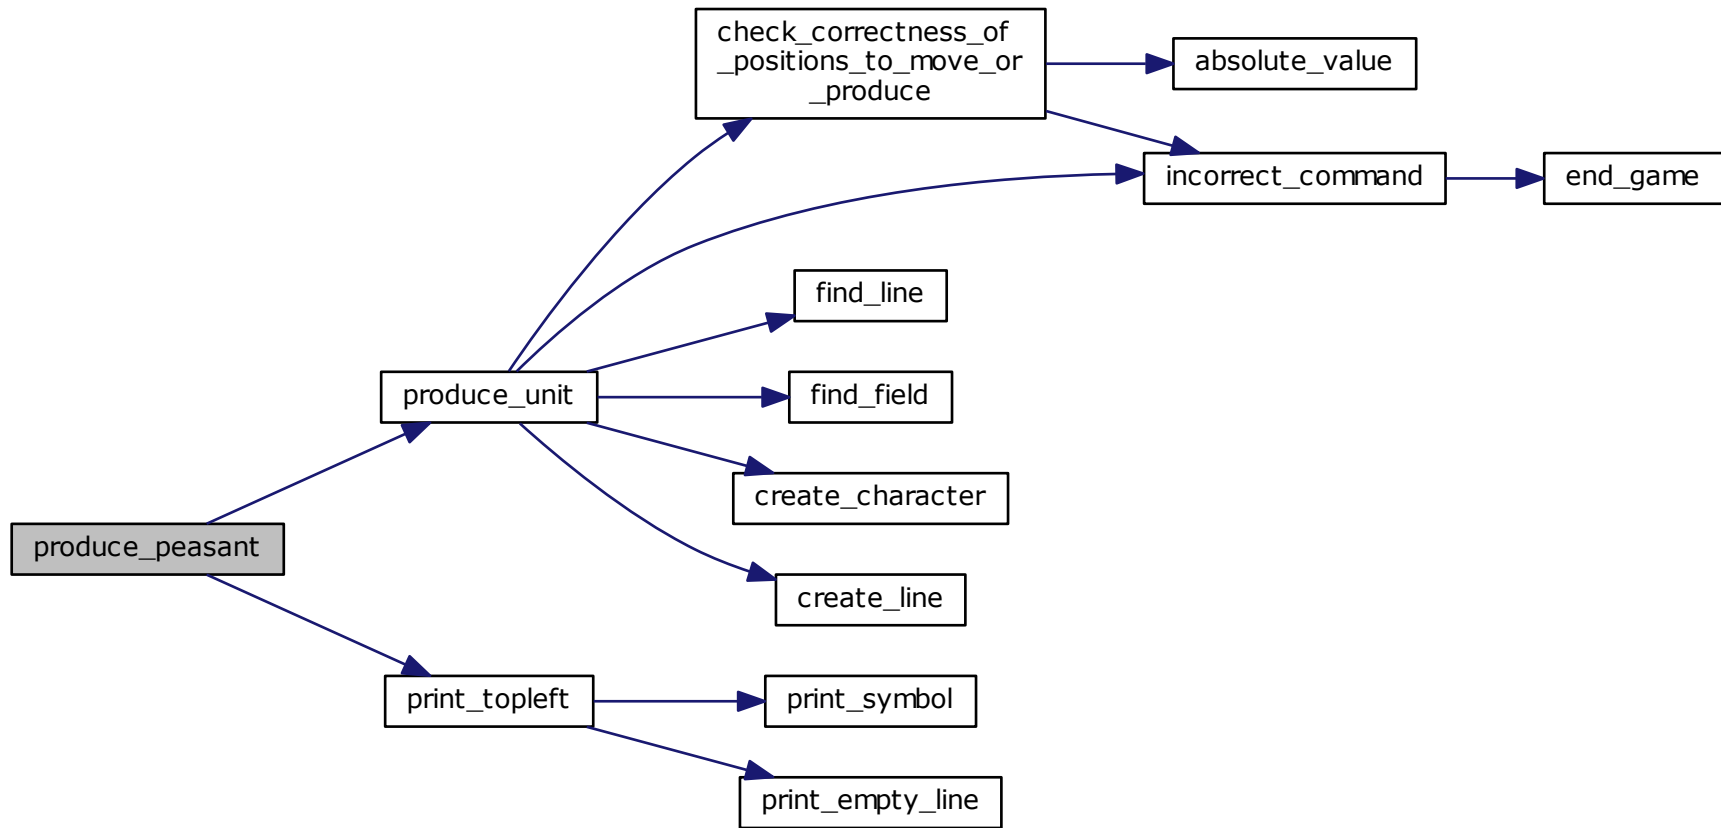 check_correctness_of
_positions_to_move_or
_produce
absolute_value
incorrect_command
end_game
find_line
produce_unit
find_field
create_character
produce_peasant
create_line
print_topleft
print_symbol
print_empty_line